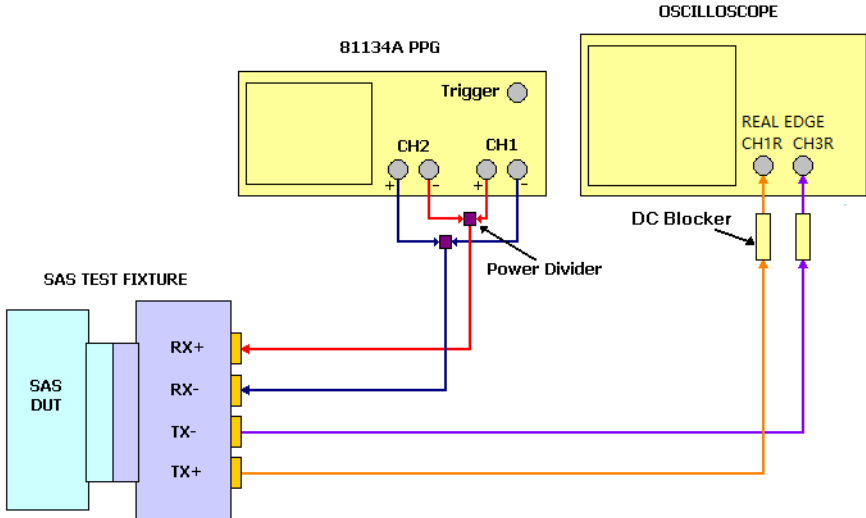 OSCILLOSCOPE
81134A PPG
Trigger
REAL EDGE
CH2
CH1
CH1R
CH3R
+
-
+
-
DC Blocker
Power Divider
SAS TEST FIXTURE
RX+
SAS
DUT
RX-
TX-
TX+